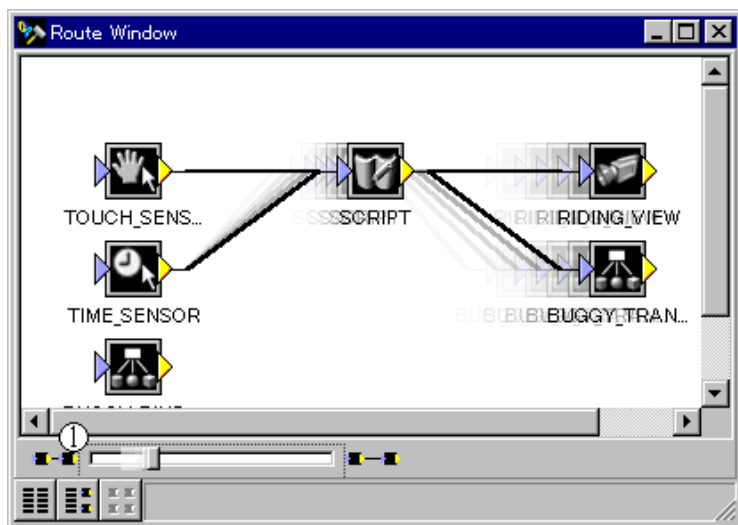 Route Window
TOUCH_SENS...
SCRIPT
RIDING_VIEW
TIME_SENSOR
BUGGY_TRAN...
1